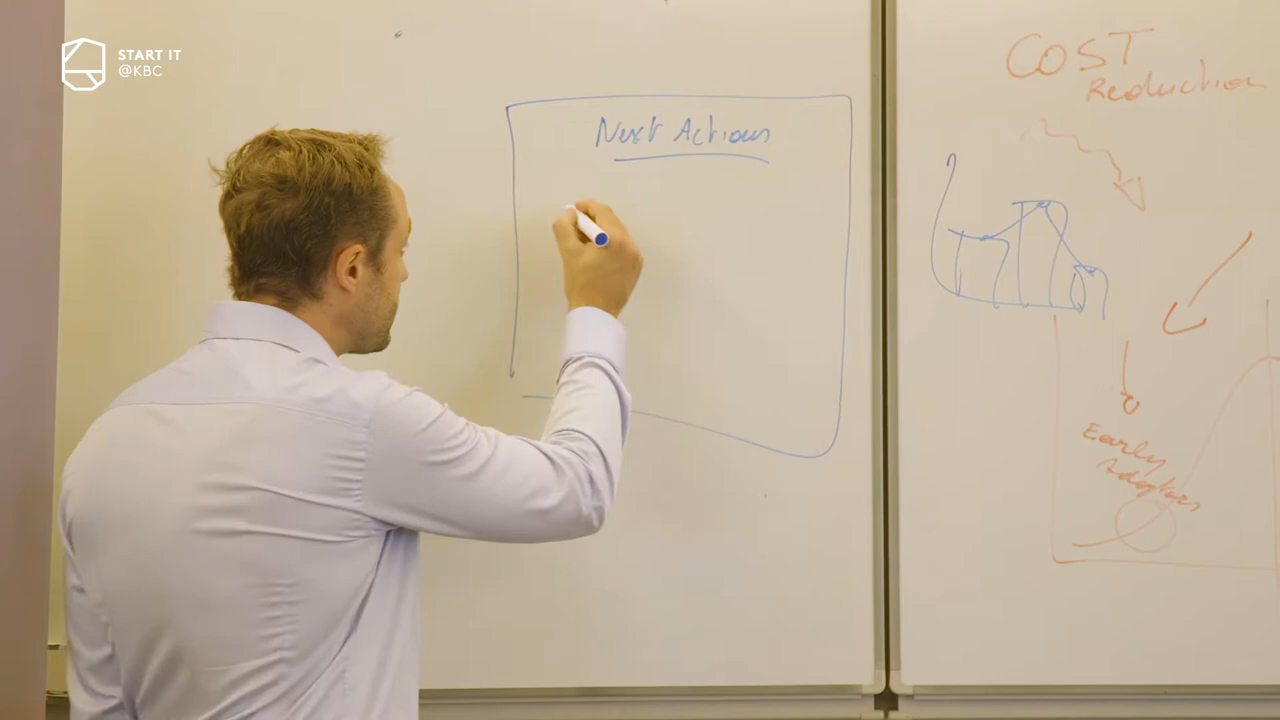 START IT
@KBC
Next Actions
COST
Reduction
Early
Adopters